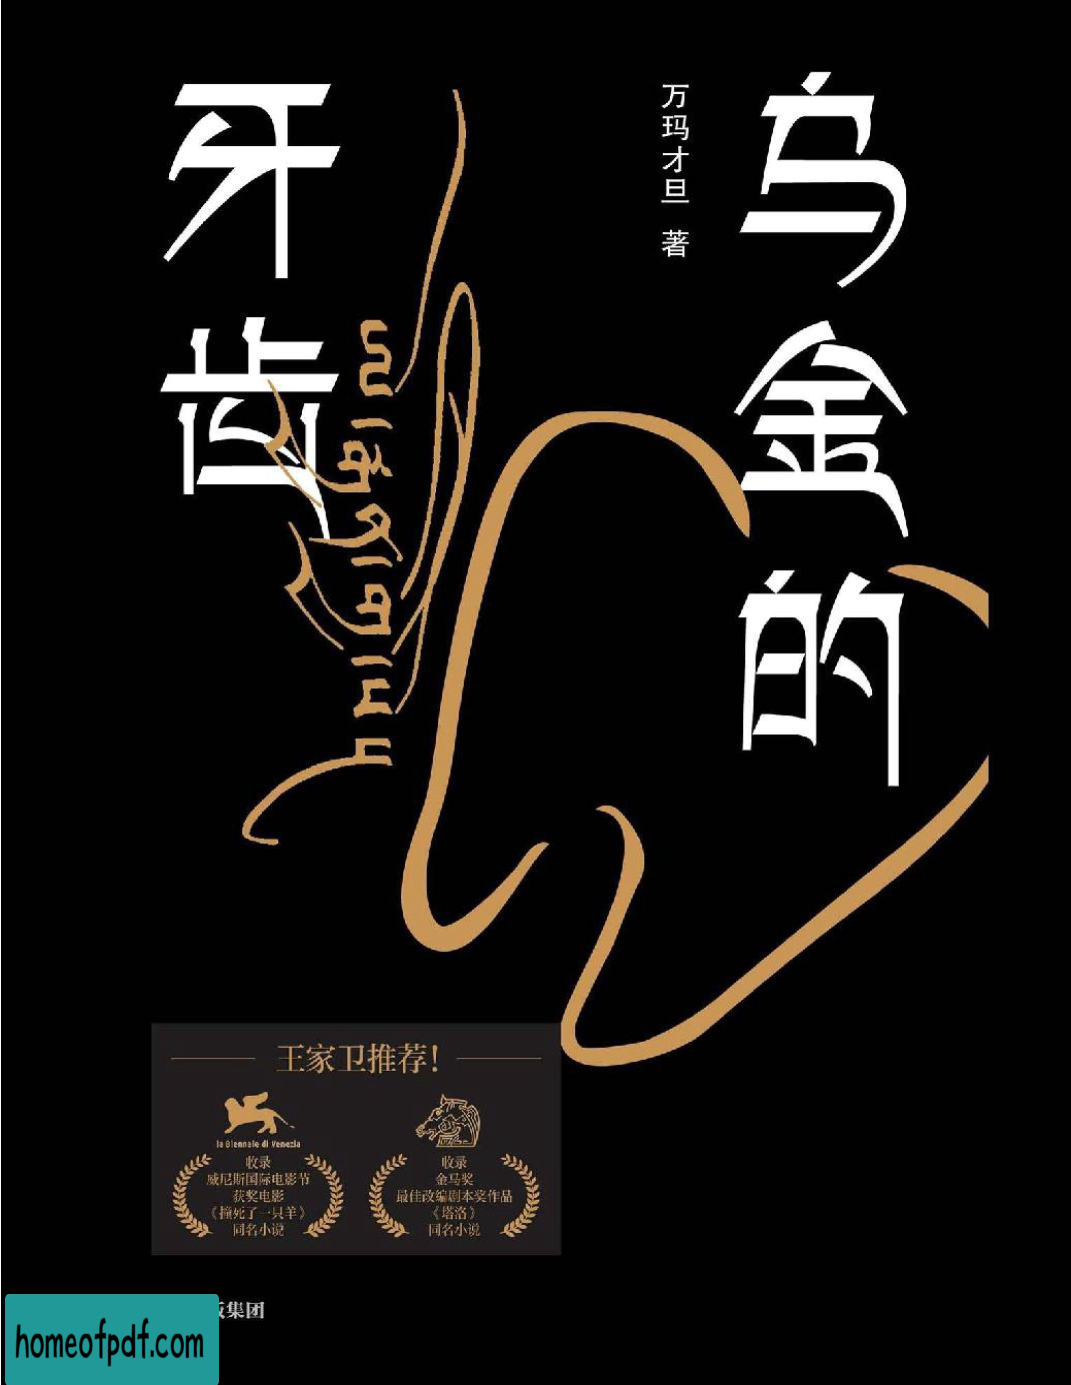 乌金的
牙齿
万玛才旦 著
王家卫推荐!
la Biennale di Venezia
收录
威尼斯国际电影节
获奖电影
《撞死了一只羊》
同名小说
收录
金马奖
最佳改编剧本奖作品
《塔洛》
同名小说
集团
homeofpdf.com